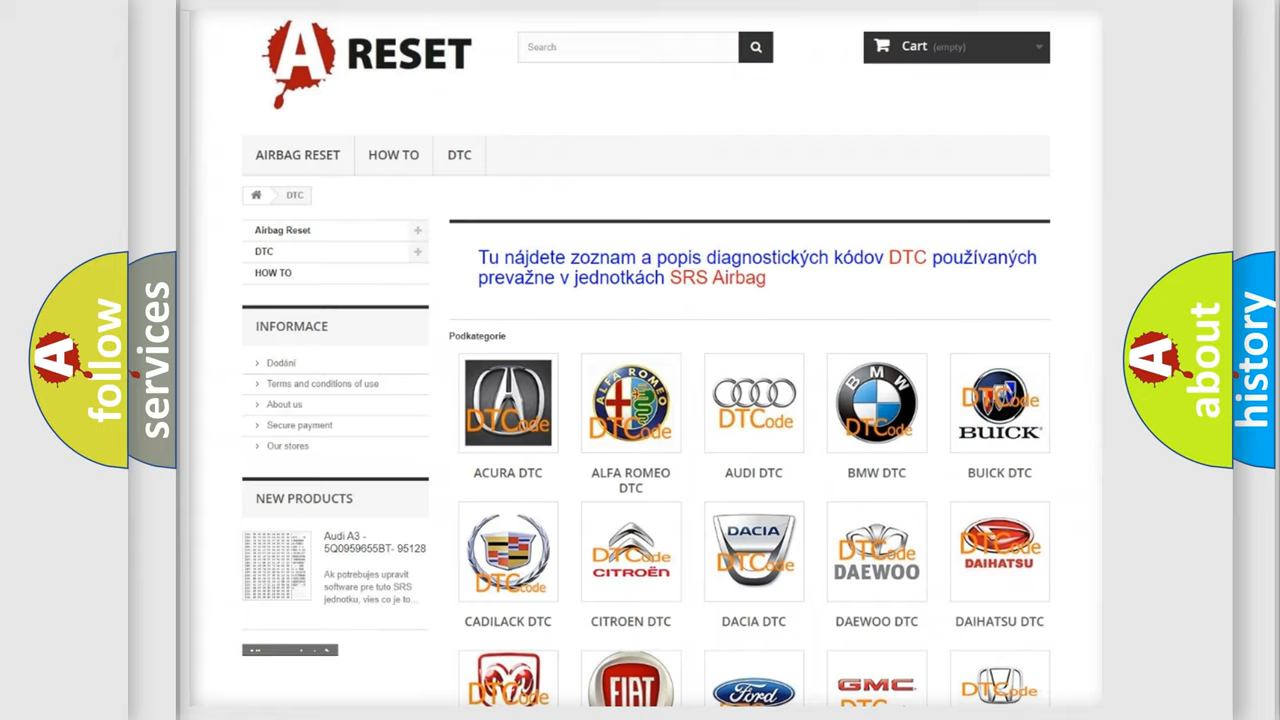 A RESET
Search
Cart (empty)
AIRBAG RESET
HOW TO
DTC
DTC
Airbag Reset
DTC
HOW TO
Tu nájdete zoznam a popis diagnostických kódov DTC používaných
prevažne v jednotkách SRS Airbag
INFORMACE
Podkategorie
Dodání
Terms and conditions of use
About us
Secure payment
Our stores
NEW PRODUCTS
Audi A3 -
5Q0959655BT- 95128
Ak potrebujes upravit
software pre tuto SRS
jednotku, vies co je to...
DTCode
ALFA ROMEO
DTCode
DTCode
BMW
DTCode
DTCode
BUICK
ACURA DTC
ALFA ROMEO
DTC
AUDI DTC
BMW DTC
BUICK DTC
DTCode
DTCode
CITROËN
DACIA
DTCode
DTCode
DAEWOO
DTCode
DAIHATSU
CADILACK DTC
CITROEN DTC
DACIA DTC
DAEWOO DTC
DAIHATSU DTC
DTCode
FIAT
Ford
GMC
DTCode
A
follow
services
A
about
history